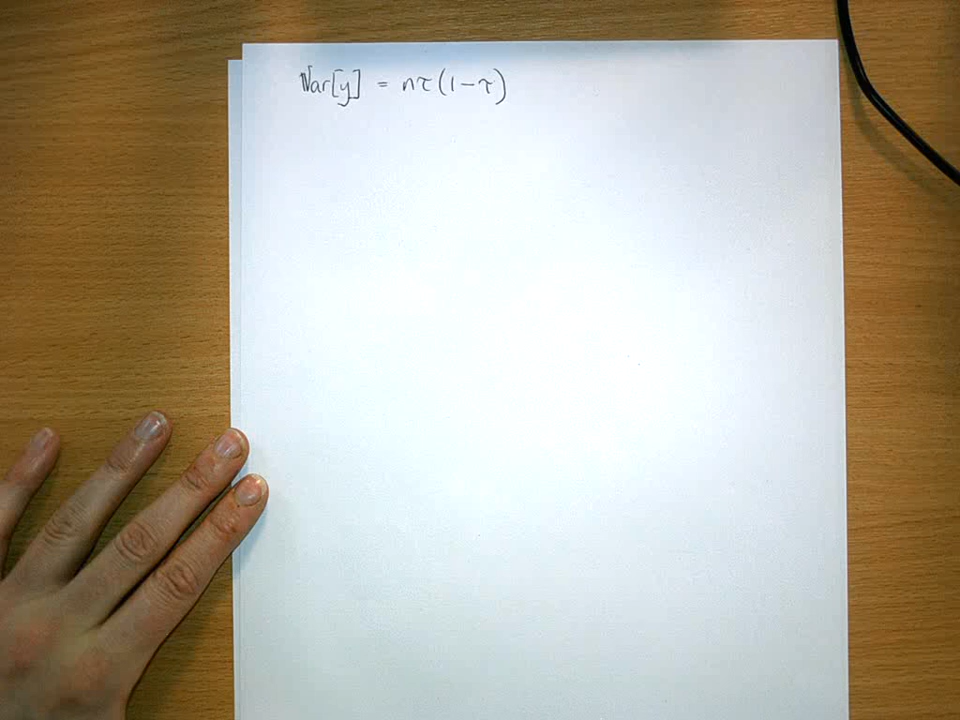 Var[y] = nτ(1-τ)